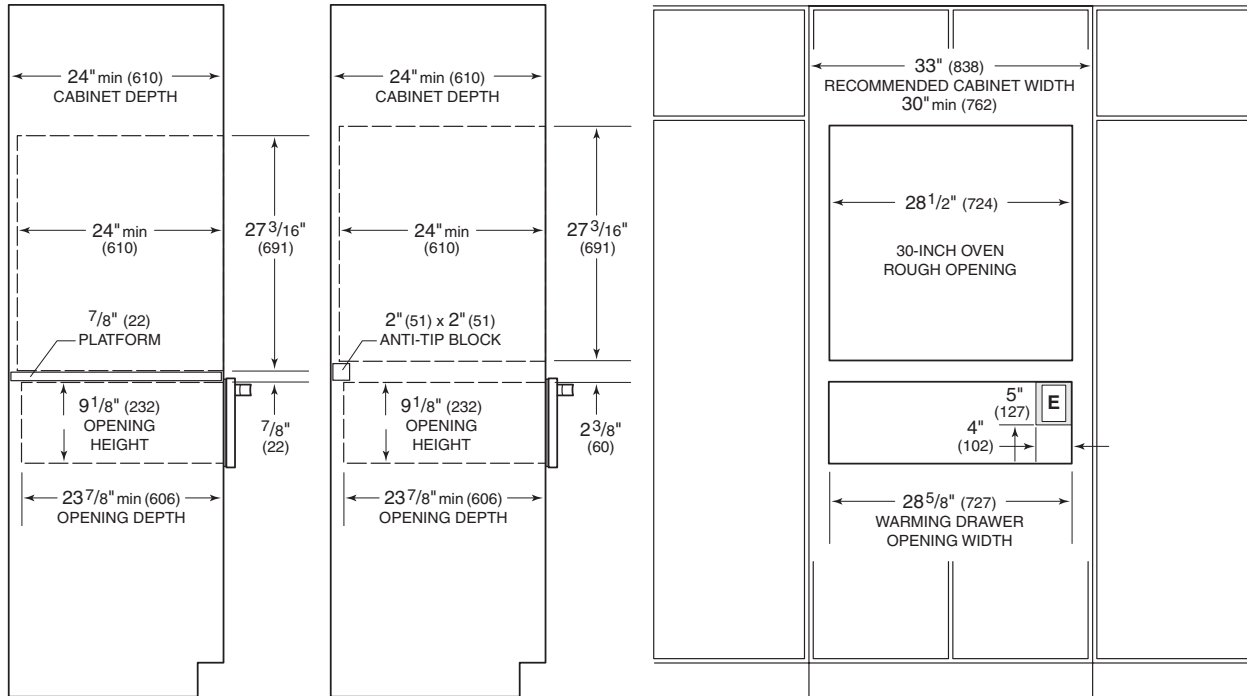 24" min (610)
CABINET DEPTH
24" min
(610)
27 3/16"
(691)
7/8" (22)
PLATFORM
9 1/8" (232)
OPENING
HEIGHT
7/8"
(22)
23 7/8" min (606)
OPENING DEPTH
24" min (610)
CABINET DEPTH
24" min
(610)
27 3/16"
(691)
2" (51) x 2" (51)
ANTI-TIP BLOCK
9 1/8" (232)
OPENING
HEIGHT
2 3/8"
(60)
23 7/8" min (606)
OPENING DEPTH
33" (838)
RECOMMENDED CABINET WIDTH
30" min (762)
28 1/2" (724)
30-INCH OVEN
ROUGH OPENING
5"
(127)
E
4"
(102)
28 5/8" (727)
WARMING DRAWER
OPENING WIDTH